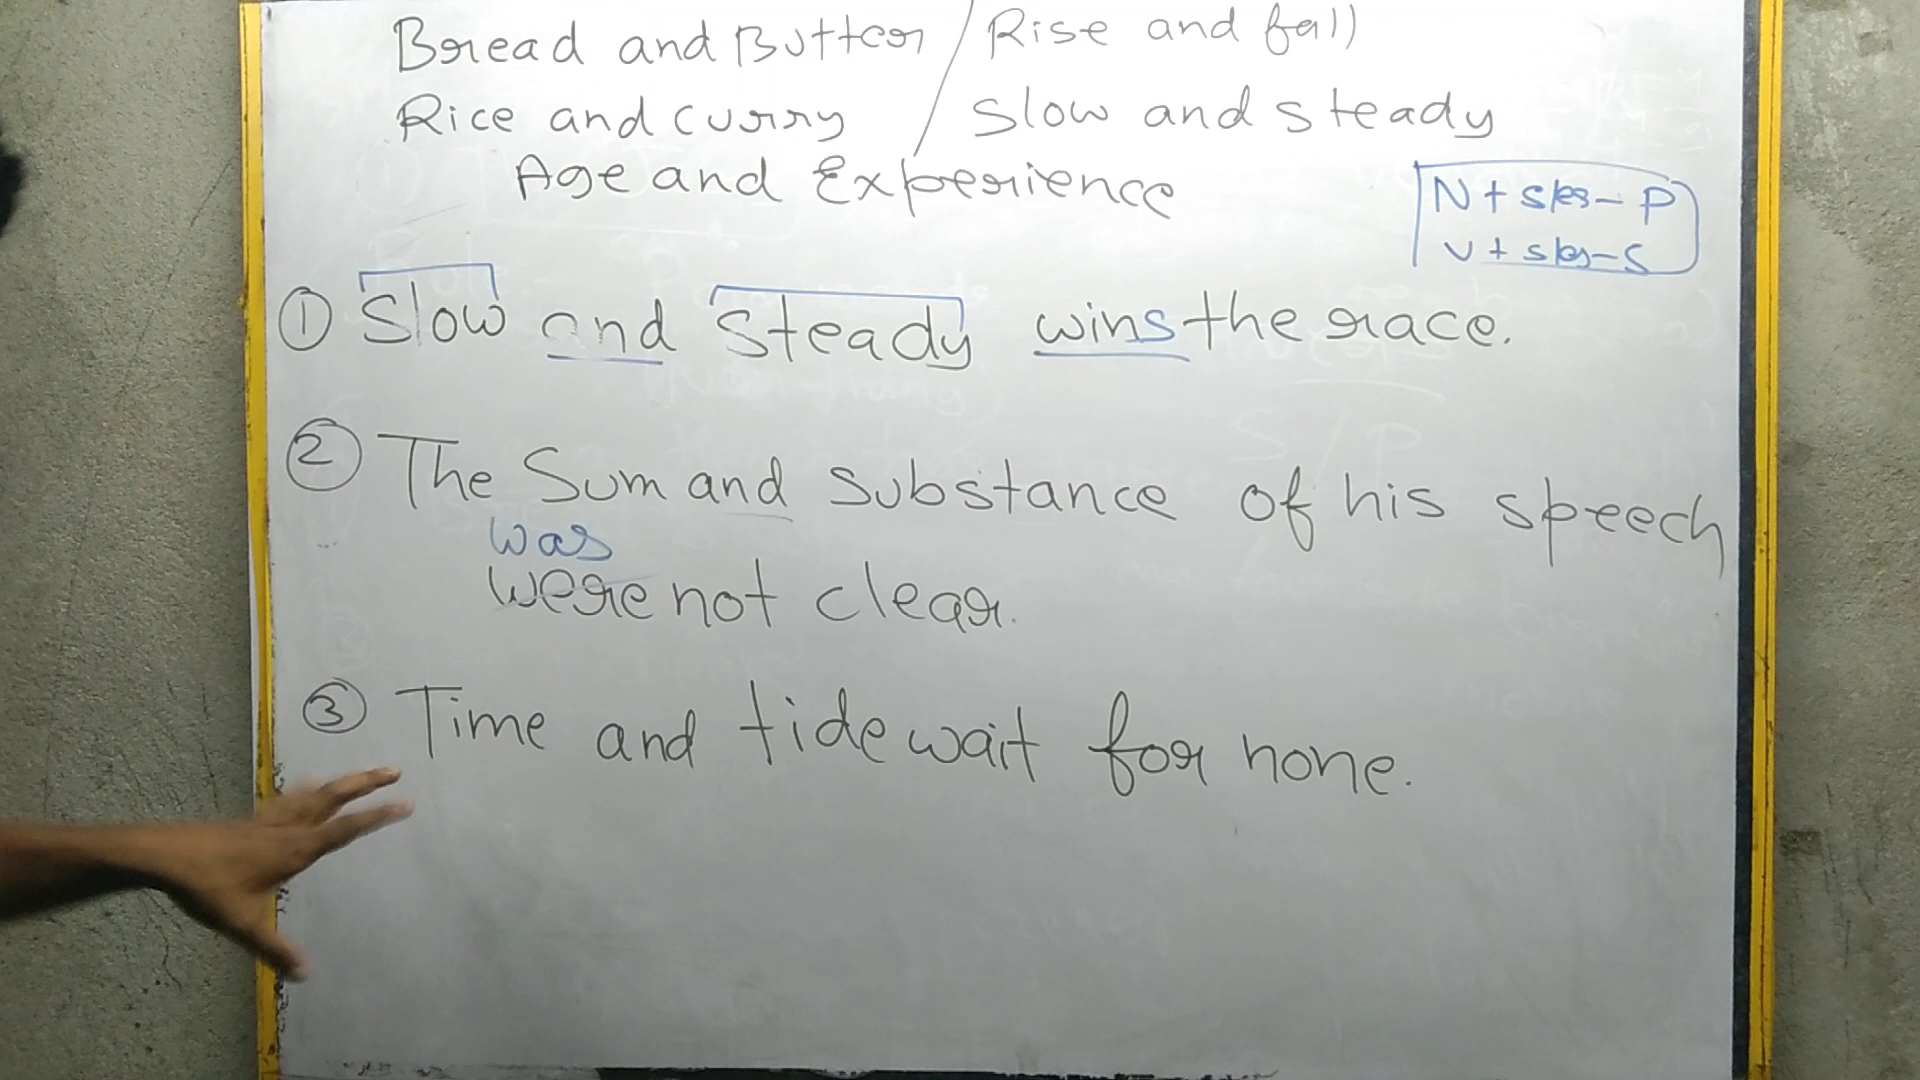 Bread and Butter / Rise and fall
Rice and curry / Slow and steady
Age and Experience
N + s/es - P
V + s/es - S
① Slow and steady wins the race.
② The Sum and substance of his speech
was
were not clear.
③ Time and tide wait for none.